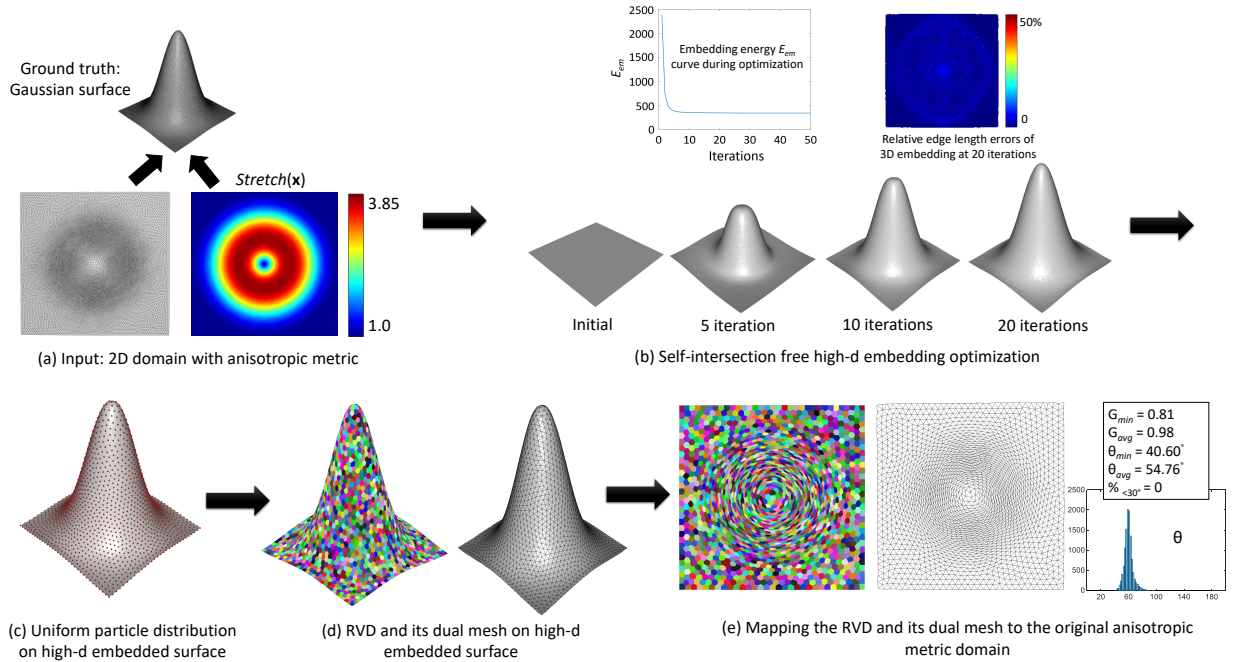 Ground truth:
Gaussian surface
Stretch(x)
3.85
1.0
(a) Input: 2D domain with anisotropic metric
2500
2000
1500
1000
500
0
E_em
Embedding energy E_em
curve during optimization
0
10
20
30
40
50
Iterations
50%
0
Relative edge length errors of
3D embedding at 20 iterations
Initial
5 iteration
10 iterations
20 iterations
(b) Self-intersection free high-d embedding optimization
(c) Uniform particle distribution
on high-d embedded surface
(d) RVD and its dual mesh on high-d
embedded surface
G_min = 0.81
G_avg = 0.98
θ_min = 40.60°
θ_avg = 54.76°
%_<30° = 0
2500
2000
1500
1000
500
0
θ
20
60
100
140
180
(e) Mapping the RVD and its dual mesh to the original anisotropic
metric domain